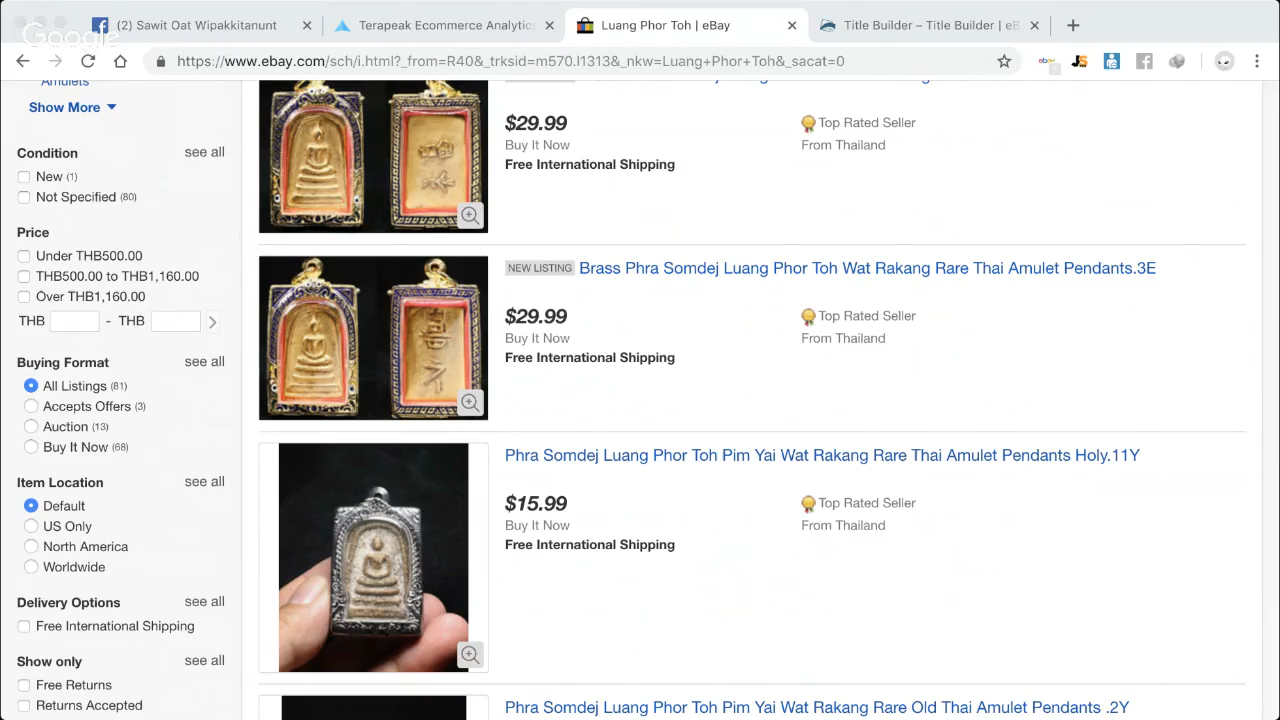 Google
(2) Sawit Oat Wipakkitanunt
Terapeak Ecommerce Analytics
Luang Phor Toh | eBay
Title Builder – Title Builder | eB
https://www.ebay.com/sch/i.html?_from=R40&_trksid=m570.l1313&_nkw=Luang+Phor+Toh&_sacat=0
Amulets
Show More
Condition see all
New (1)
Not Specified (80)
Price
Under THB500.00
THB500.00 to THB1,160.00
Over THB1,160.00
THB - THB
Buying Format see all
All Listings (81)
Accepts Offers (3)
Auction (13)
Buy It Now (68)
Item Location see all
Default
US Only
North America
Worldwide
Delivery Options see all
Free International Shipping
Show only see all
Free Returns
Returns Accepted
$29.99
Buy It Now
Free International Shipping
Top Rated Seller
From Thailand
NEW LISTING Brass Phra Somdej Luang Phor Toh Wat Rakang Rare Thai Amulet Pendants.3E
$29.99
Buy It Now
Free International Shipping
Top Rated Seller
From Thailand
Phra Somdej Luang Phor Toh Pim Yai Wat Rakang Rare Thai Amulet Pendants Holy.11Y
$15.99
Buy It Now
Free International Shipping
Top Rated Seller
From Thailand
Phra Somdej Luang Phor Toh Pim Yai Wat Rakang Rare Old Thai Amulet Pendants .2Y